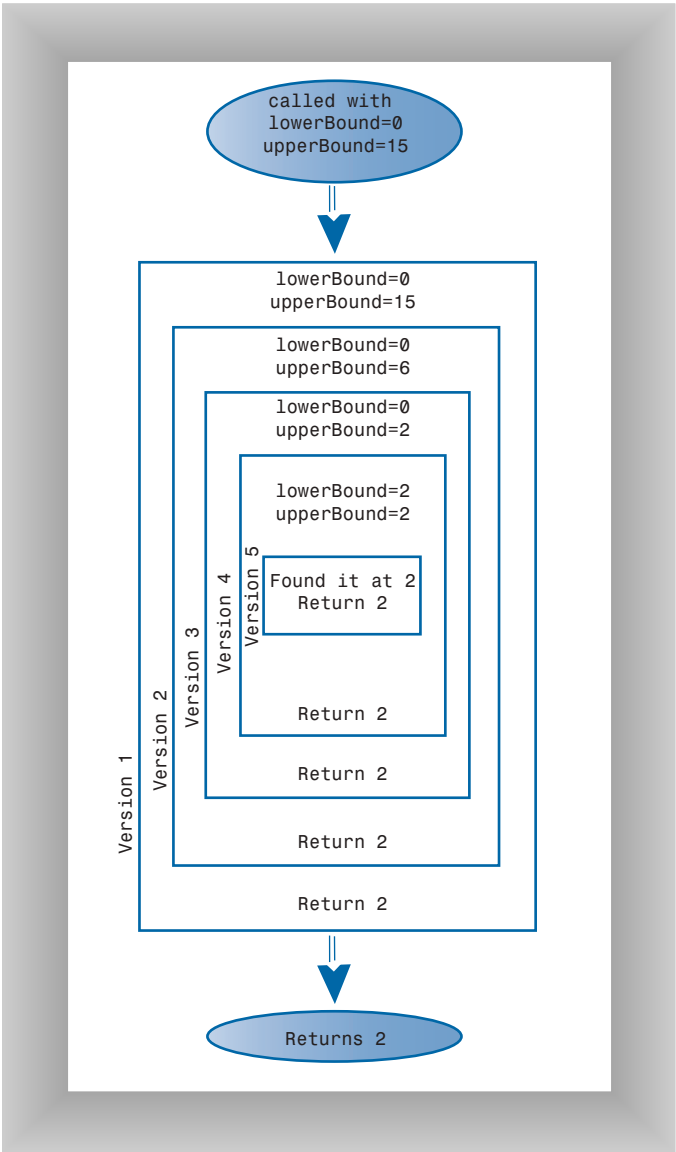 called with
lowerBound=0
upperBound=15
lowerBound=0
upperBound=15
lowerBound=0
upperBound=6
lowerBound=0
upperBound=2
lowerBound=2
upperBound=2
Version 5
Found it at 2
Return 2
Version 4
Version 3
Version 2
Version 1
Return 2
Return 2
Return 2
Return 2
Returns 2